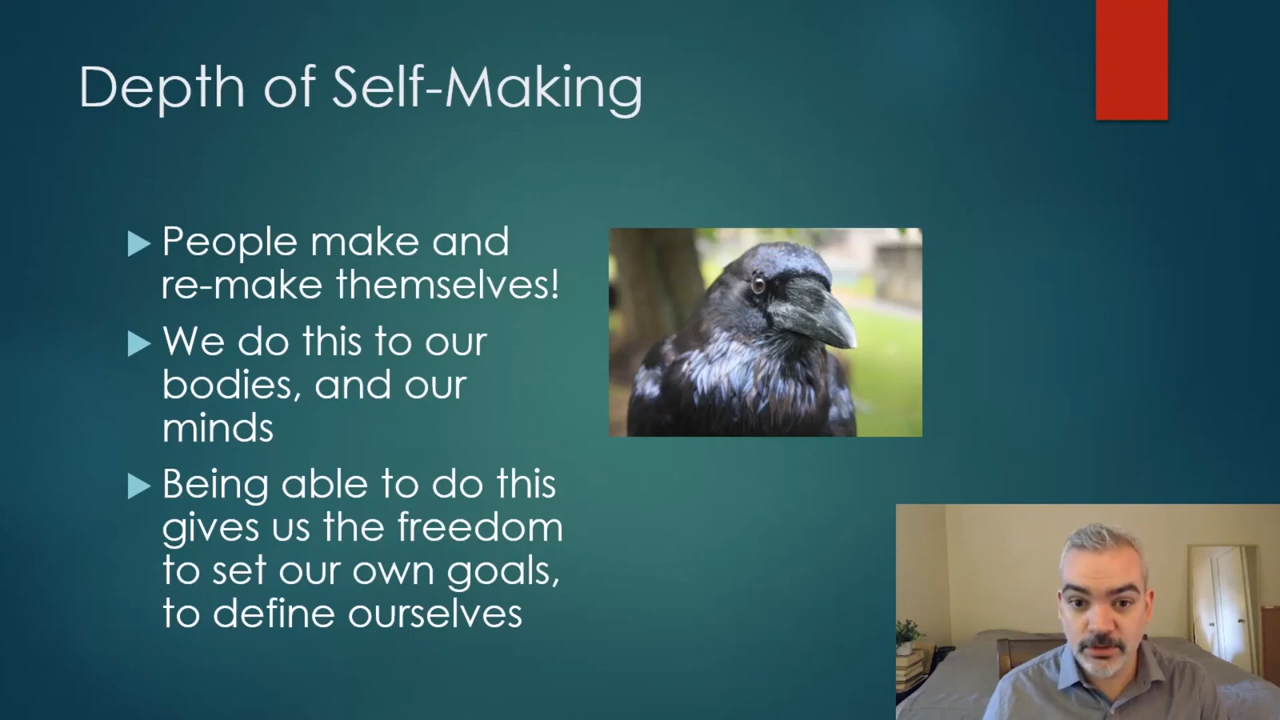 Depth of Self-Making
People make and
re-make themselves!
We do this to our
bodies, and our
minds
Being able to do this
gives us the freedom
to set our own goals,
to define ourselves